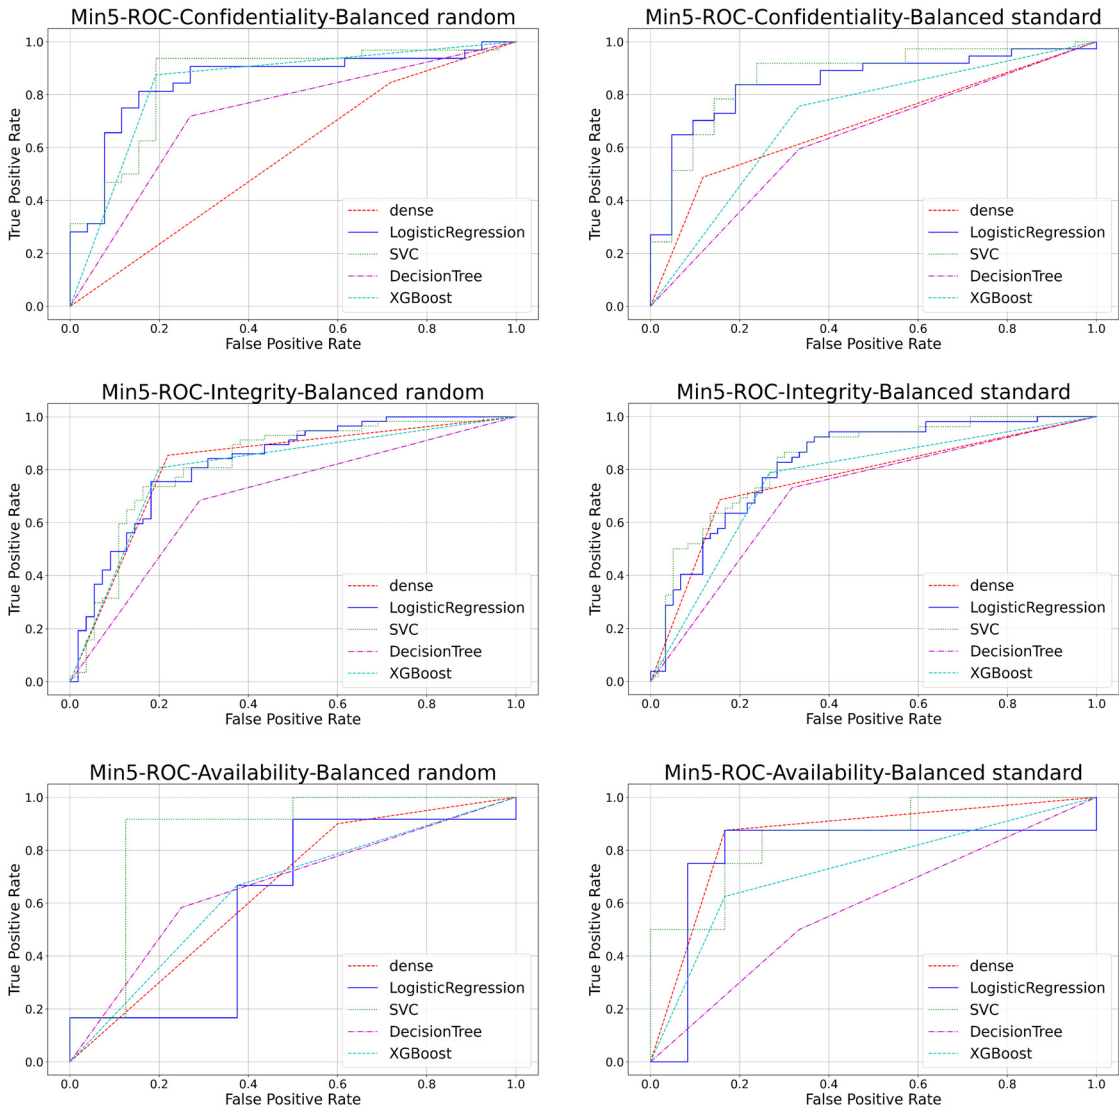 Min5-ROC-Confidentiality-Balanced random
1.0
0.8
0.6
0.4
0.2
0.0
True Positive Rate
dense
LogisticRegression
SVC
DecisionTree
XGBoost
0.0 0.2 0.4 0.6 0.8 1.0
False Positive Rate
Min5-ROC-Confidentiality-Balanced standard
1.0
0.8
0.6
0.4
0.2
0.0
True Positive Rate
dense
LogisticRegression
SVC
DecisionTree
XGBoost
0.0 0.2 0.4 0.6 0.8 1.0
False Positive Rate
Min5-ROC-Integrity-Balanced random
1.0
0.8
0.6
0.4
0.2
0.0
True Positive Rate
dense
LogisticRegression
SVC
DecisionTree
XGBoost
0.0 0.2 0.4 0.6 0.8 1.0
False Positive Rate
Min5-ROC-Integrity-Balanced standard
1.0
0.8
0.6
0.4
0.2
0.0
True Positive Rate
dense
LogisticRegression
SVC
DecisionTree
XGBoost
0.0 0.2 0.4 0.6 0.8 1.0
False Positive Rate
Min5-ROC-Availability-Balanced random
1.0
0.8
0.6
0.4
0.2
0.0
True Positive Rate
dense
LogisticRegression
SVC
DecisionTree
XGBoost
0.0 0.2 0.4 0.6 0.8 1.0
False Positive Rate
Min5-ROC-Availability-Balanced standard
1.0
0.8
0.6
0.4
0.2
0.0
True Positive Rate
dense
LogisticRegression
SVC
DecisionTree
XGBoost
0.0 0.2 0.4 0.6 0.8 1.0
False Positive Rate